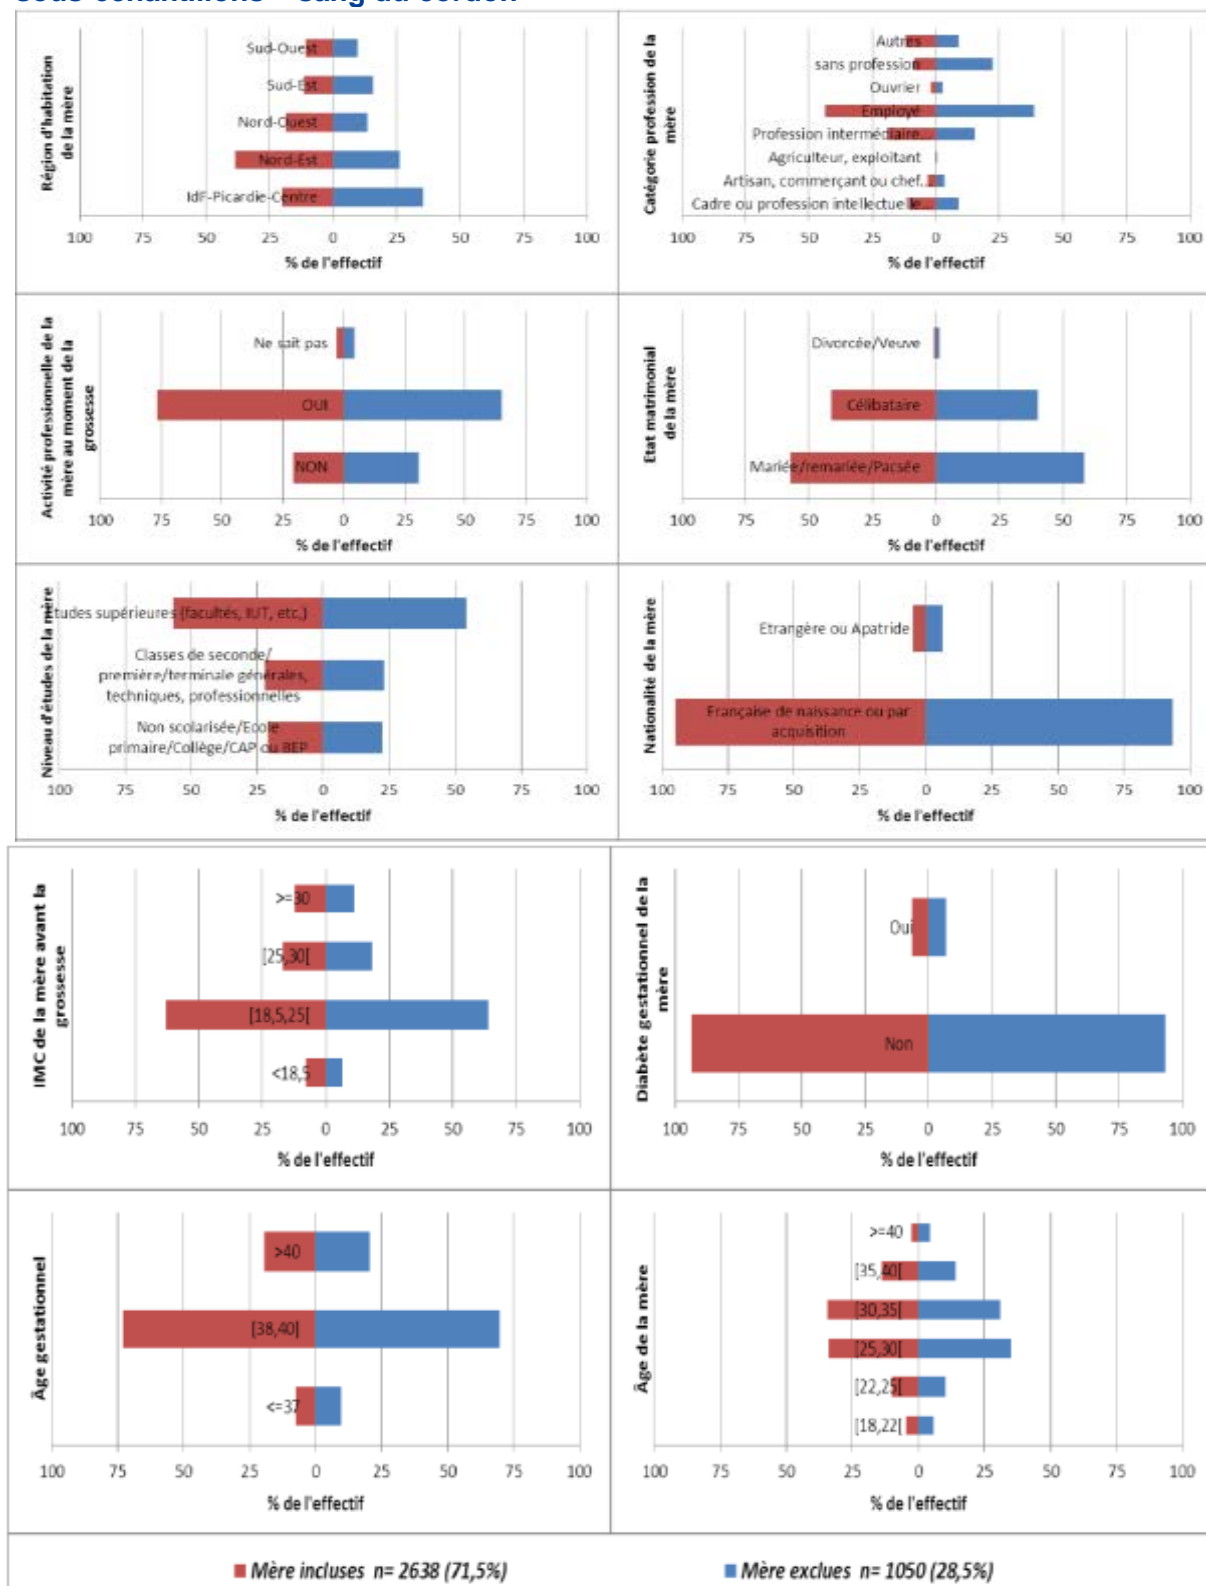 sous-échantillons – sang du cordon
Région d'habitation
de la mère
Sud-Ouest
Sud-Est
Nord-Ouest
Nord-Est
IdF-Picardie-Centre
100 75 50 25 0 25 50 75 100
% de l'effectif
Catégorie profession de la
mère
Autres
sans profession
Ouvrier
Employé
Profession intermédiaire...
Agriculteur, exploitant
Artisan, commerçant ou chef...
Cadre ou profession intellectuelle...
100 75 50 25 0 25 50 75 100
% de l'effectif
Activité professionnelle de la
mère au moment de la
grossesse
Ne sait pas
OUI
NON
100 75 50 25 0 25 50 75 100
% de l'effectif
Etat matrimonial
de la mère
Divorcée/Veuve
Célibataire
Mariée/remariée/Pacsée
100 75 50 25 0 25 50 75 100
% de l'effectif
Niveau d'études de la mère
Etudes supérieures (facultés, IUT, etc.)
Classes de seconde/
première/terminale générales,
techniques, professionnelles
Non scolarisée/Ecole
primaire/Collège/CAP ou BEP
100 75 50 25 0 25 50 75 100
% de l'effectif
Nationalité de la mère
Etrangère ou Apatride
Française de naissance ou par
acquisition
100 75 50 25 0 25 50 75 100
% de l'effectif
IMC de la mère avant la
grossesse
>=30
[25,30[
[18,5,25[
<18,5
100 75 50 25 0 25 50 75 100
% de l'effectif
Diabète gestationnel de la
mère
Oui
Non
100 75 50 25 0 25 50 75 100
% de l'effectif
Âge gestationnel
>40
[38,40]
<=37
100 75 50 25 0 25 50 75 100
% de l'effectif
Âge de la mère
>=40
[35,40[
[30,35[
[25,30[
[22,25[
[18,22[
100 75 50 25 0 25 50 75 100
% de l'effectif
Mère incluses n= 2638 (71,5%)
Mère exclues n= 1050 (28,5%)